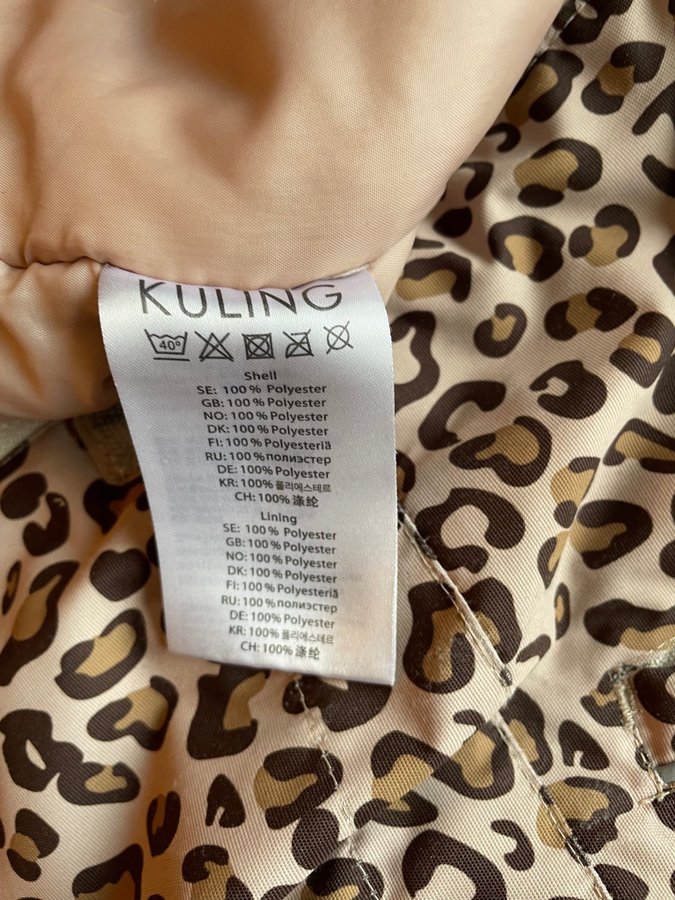 KULING
40°
Shell
SE: 100% Polyester
GB: 100% Polyester
NO: 100% Polyester
DK: 100% Polyester
FI: 100% Polyesteriä
RU: 100% полиэстер
DE: 100% Polyester
KR: 100% 폴리에스테르
CH: 100% 涤纶
Lining
SE: 100% Polyester
GB: 100% Polyester
NO: 100% Polyester
DK: 100% Polyester
FI: 100% Polyesteriä
RU: 100% полиэстер
DE: 100% Polyester
KR: 100% 폴리에스테르
CH: 100% 涤纶